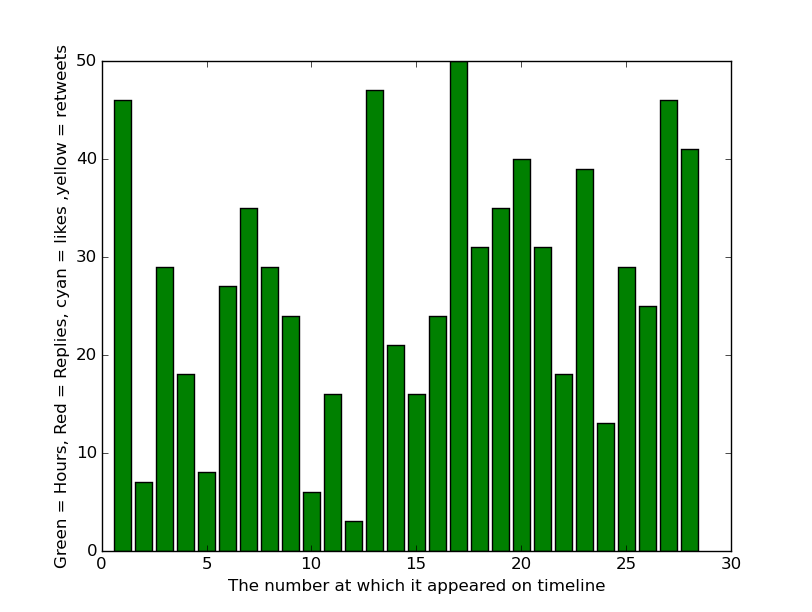 Green = Hours, Red = Replies, cyan = likes ,yellow = retweets
50
40
30
20
10
0
0 5 10 15 20 25 30
The number at which it appeared on timeline